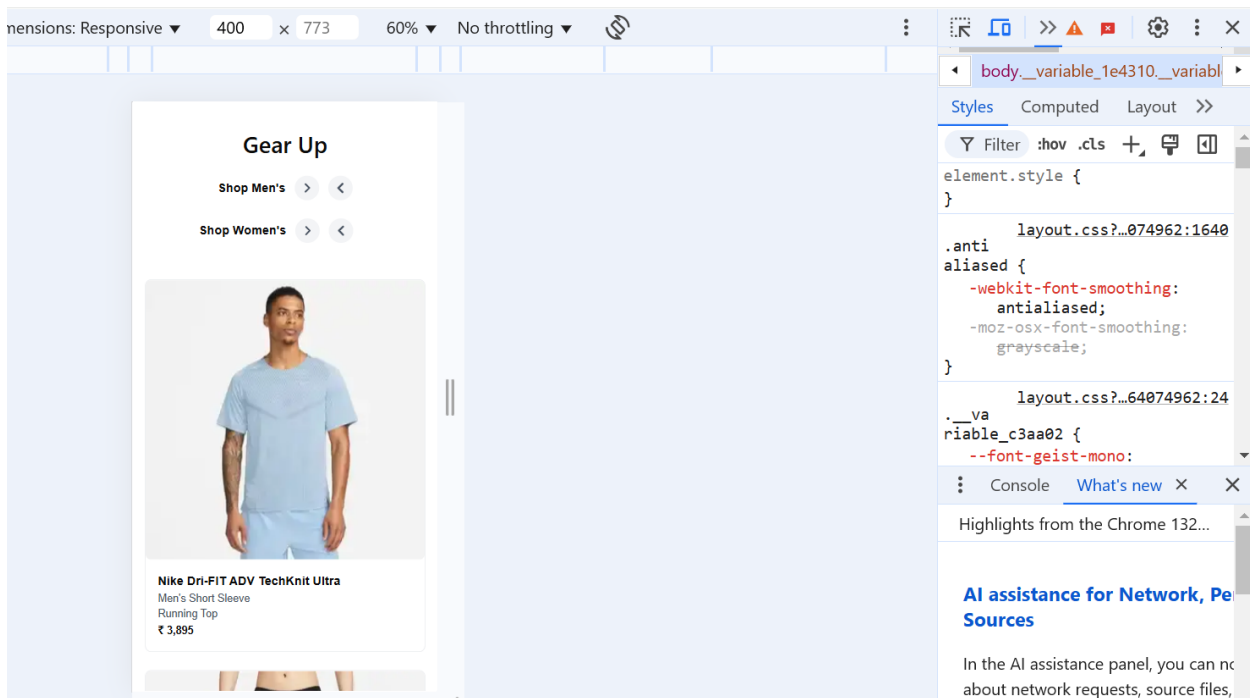 mensions: Responsive ▼ 400 × 773 60% ▼ No throttling ▼
Gear Up
Shop Men's
Shop Women's
Nike Dri-FIT ADV TechKnit Ultra
Men's Short Sleeve
Running Top
₹ 3,895
body.__variable_1e4310.__variabl
Styles Computed Layout
Filter :hov .cls
element.style {
}
layout.css?…074962:1640
.anti
aliased {
-webkit-font-smoothing:
antialiased;
-moz-osx-font-smoothing:
grayscale;
}
layout.css?…64074962:24
.__va
riable_c3aa02 {
--font-geist-mono:
Console What's new
Highlights from the Chrome 132...
AI assistance for Network, Per
Sources
In the AI assistance panel, you can no
about network requests, source files,